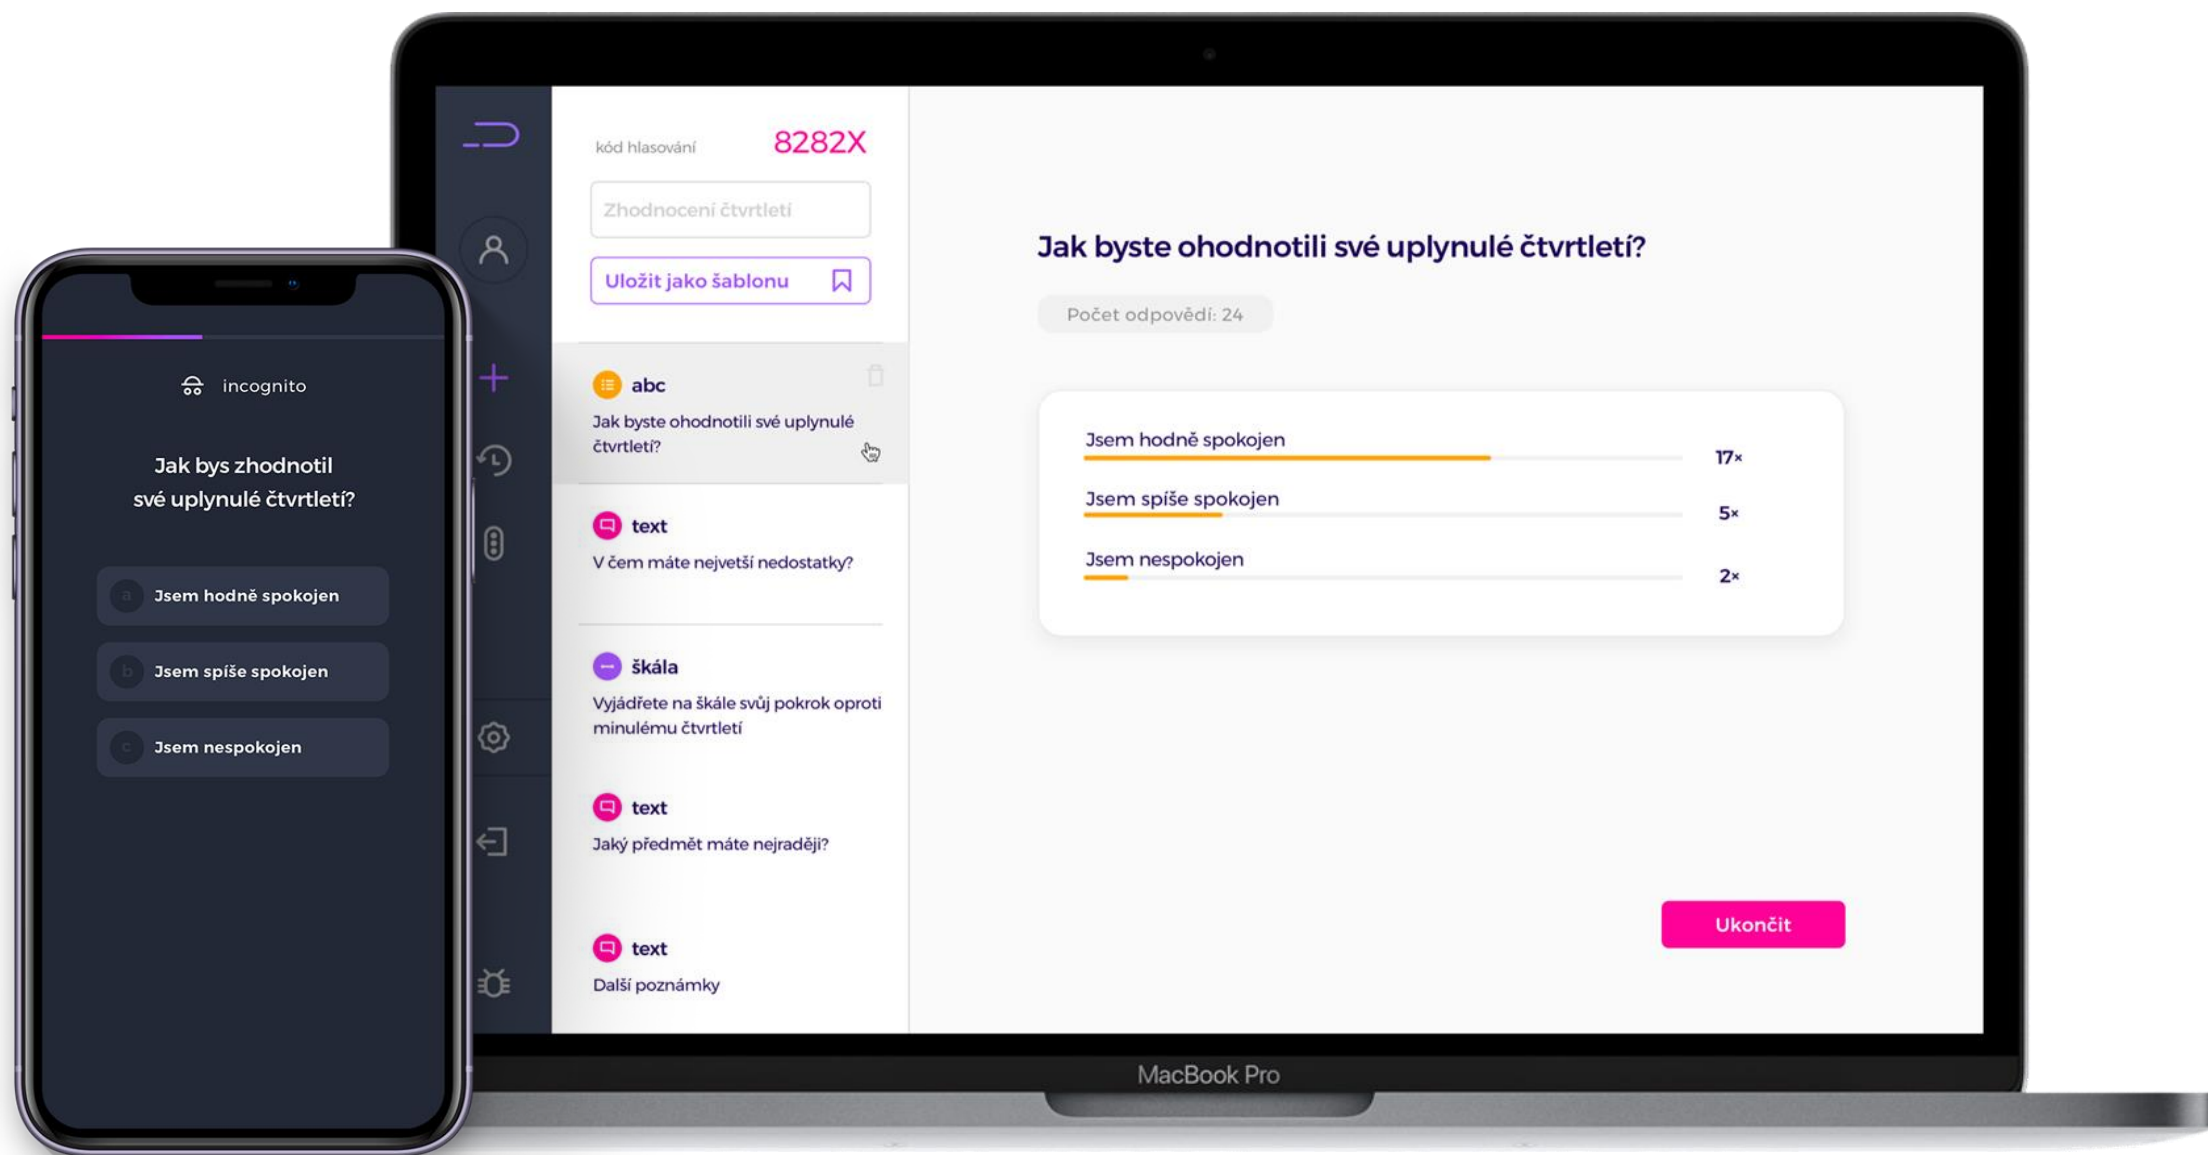 incognito
Jak bys zhodnotil
své uplynulé čtvrtletí?
a Jsem hodně spokojen
b Jsem spíše spokojen
c Jsem nespokojen
kód hlasování 8282X
Zhodnocení čtvrtletí
Uložit jako šablonu
abc
Jak byste ohodnotili své uplynulé
čtvrtletí?
text
V čem máte nejvetší nedostatky?
škála
Vyjádřete na škále svůj pokrok oproti
minulému čtvrtletí
text
Jaký předmět máte nejraději?
text
Další poznámky
Jak byste ohodnotili své uplynulé čtvrtletí?
Počet odpovědí: 24
Jsem hodně spokojen 17×
Jsem spíše spokojen 5×
Jsem nespokojen 2×
Ukončit
MacBook Pro